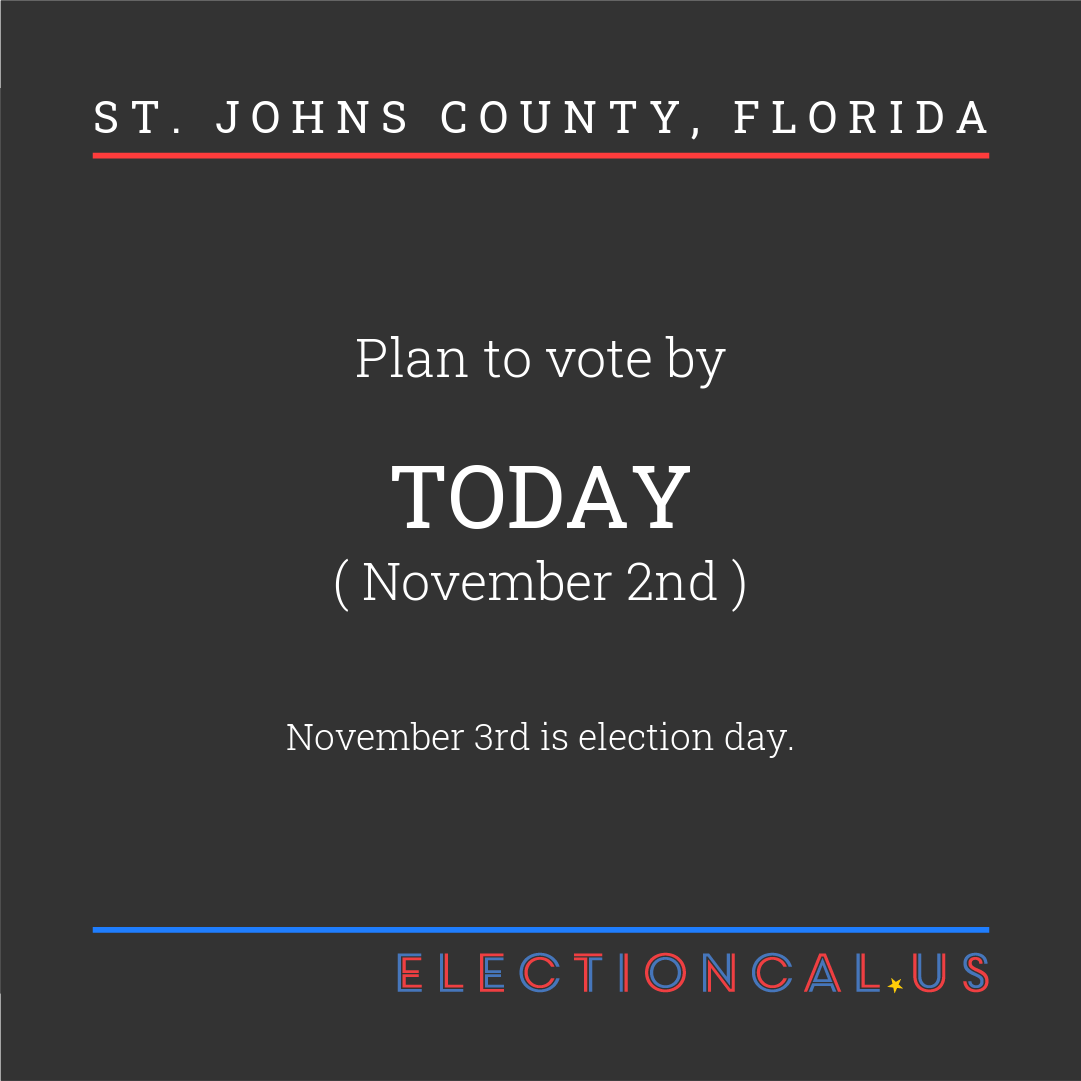 ST. JOHNS COUNTY, FLORIDA
Plan to vote by
TODAY
( November 2nd )
November 3rd is election day.
ELECTIONCAL.US